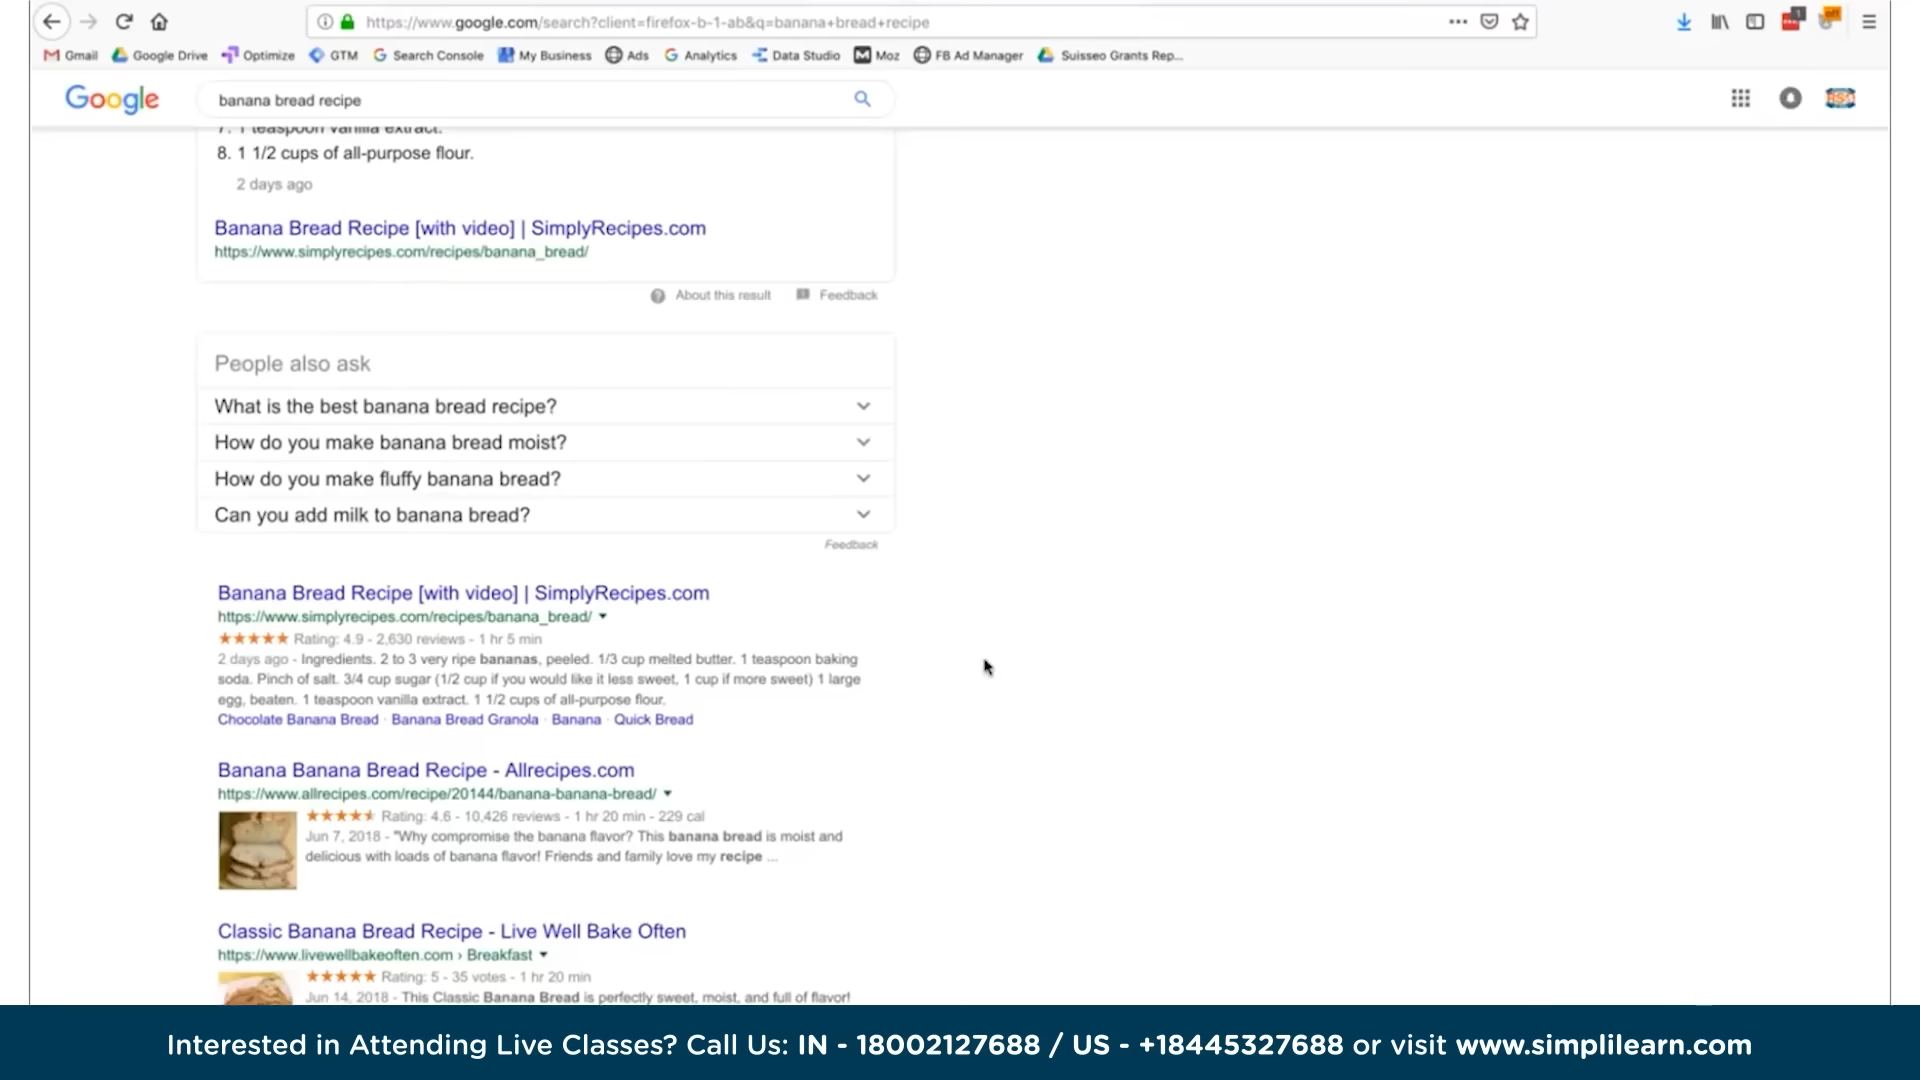 https://www.google.com/search?client=firefox-b-1-ab&q=banana+bread+recipe
Gmail Google Drive Optimize GTM Search Console My Business Ads Analytics Data Studio Moz FB Ad Manager Suisseo Grants Rep...
Google banana bread recipe
7. 1 teaspoon vanilla extract.
8. 1 1/2 cups of all-purpose flour.
2 days ago
Banana Bread Recipe [with video] | SimplyRecipes.com
https://www.simplyrecipes.com/recipes/banana_bread/
About this result Feedback
People also ask
What is the best banana bread recipe?
How do you make banana bread moist?
How do you make fluffy banana bread?
Can you add milk to banana bread?
Feedback
Banana Bread Recipe [with video] | SimplyRecipes.com
https://www.simplyrecipes.com/recipes/banana_bread/
Rating: 4.9 - 2,630 reviews - 1 hr 5 min
2 days ago - Ingredients. 2 to 3 very ripe bananas, peeled. 1/3 cup melted butter. 1 teaspoon baking
soda. Pinch of salt. 3/4 cup sugar (1/2 cup if you would like it less sweet, 1 cup if more sweet) 1 large
egg, beaten. 1 teaspoon vanilla extract. 1 1/2 cups of all-purpose flour.
Chocolate Banana Bread · Banana Bread Granola · Banana · Quick Bread
Banana Banana Bread Recipe - Allrecipes.com
https://www.allrecipes.com/recipe/20144/banana-banana-bread/
Rating: 4.6 - 10,426 reviews - 1 hr 20 min - 229 cal
Jun 7, 2018 - "Why compromise the banana flavor? This banana bread is moist and
delicious with loads of banana flavor! Friends and family love my recipe ...
Classic Banana Bread Recipe - Live Well Bake Often
https://www.livewellbakeoften.com › Breakfast
Rating: 5 - 35 votes - 1 hr 20 min
Jun 14, 2018 - This Classic Banana Bread is perfectly sweet, moist, and full of flavor!
Interested in Attending Live Classes? Call Us: IN - 18002127688 / US - +18445327688 or visit www.simplilearn.com